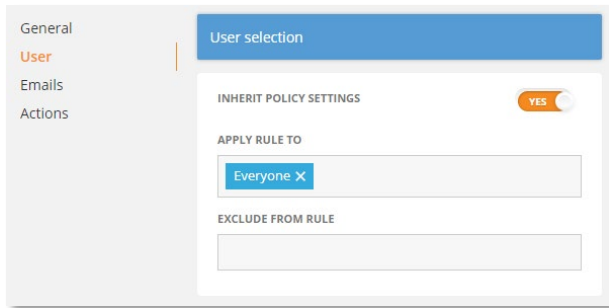 General
User
Emails
Actions
User selection
INHERIT POLICY SETTINGS
YES
APPLY RULE TO
Everyone ×
EXCLUDE FROM RULE